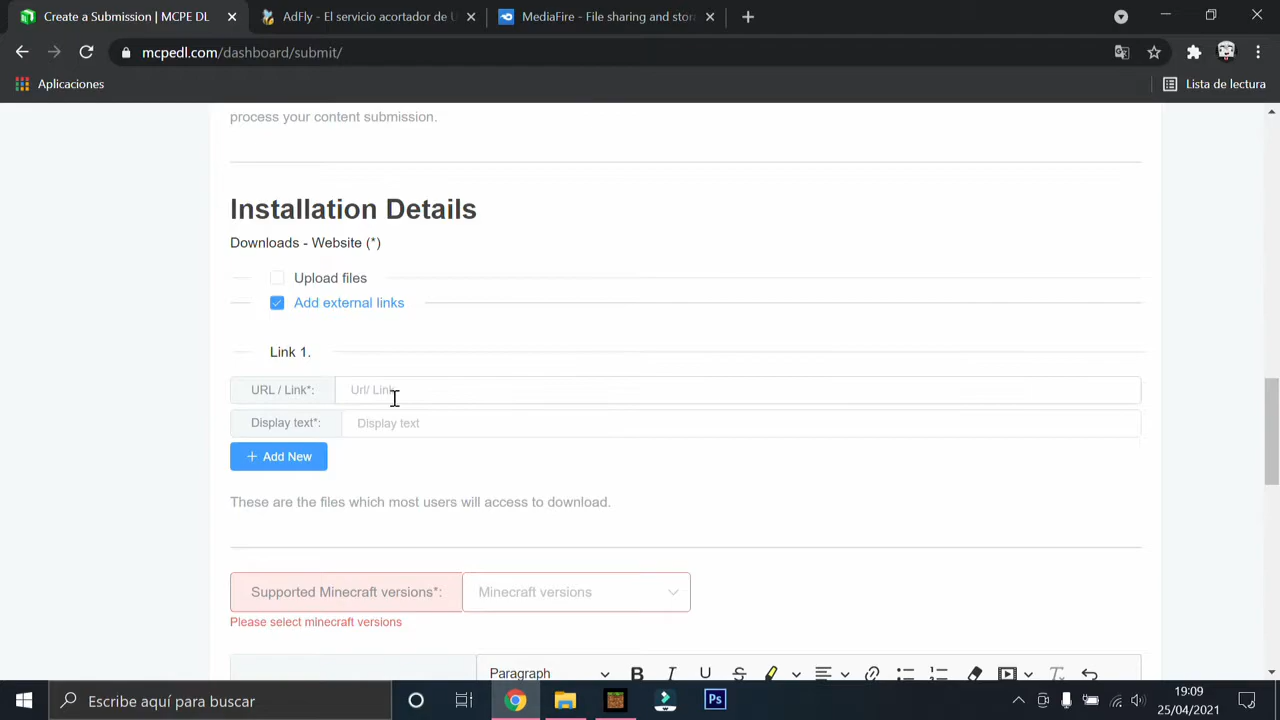 Create a Submission | MCPE DL
AdFly - El servicio acortador de U
MediaFire - File sharing and stor
mcpedl.com/dashboard/submit/
Aplicaciones
Lista de lectura
process your content submission.
Installation Details
Downloads - Website (*)
Upload files
Add external links
Link 1.
URL / Link*: Url/ Link
Display text*: Display text
+ Add New
These are the files which most users will access to download.
Supported Minecraft versions*: Minecraft versions
Please select minecraft versions
Paragraph B I U S
Escribe aquí para buscar
Ps
19:09
25/04/2021